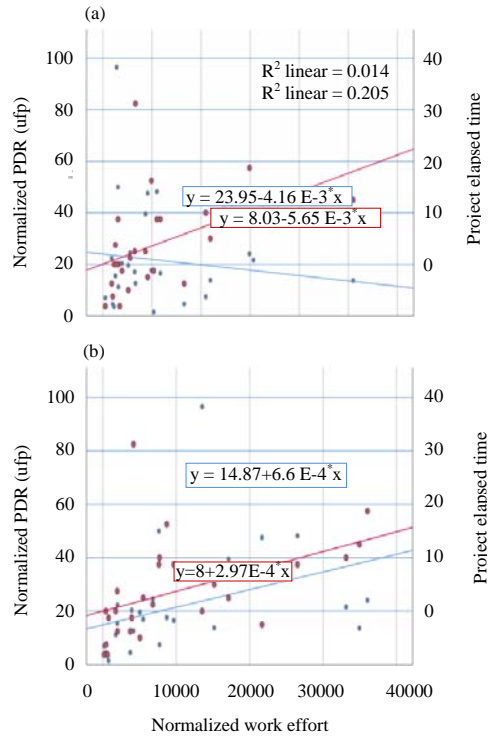 (a)
R² linear = 0.014
R² linear = 0.205
100
80
60
40
20
0
Normalized PDR (ufp)
40
30
20
10
0
Project elapsed time
y = 23.95-4.16 E-3*x
y = 8.03-5.65 E-3*x
(b)
100
80
60
40
20
0
Normalized PDR (ufp)
40
30
20
10
0
Project elapsed time
y = 14.87+6.6 E-4*x
y=8+2.97E-4*x
0 10000 20000 30000 40000
Normalized work effort